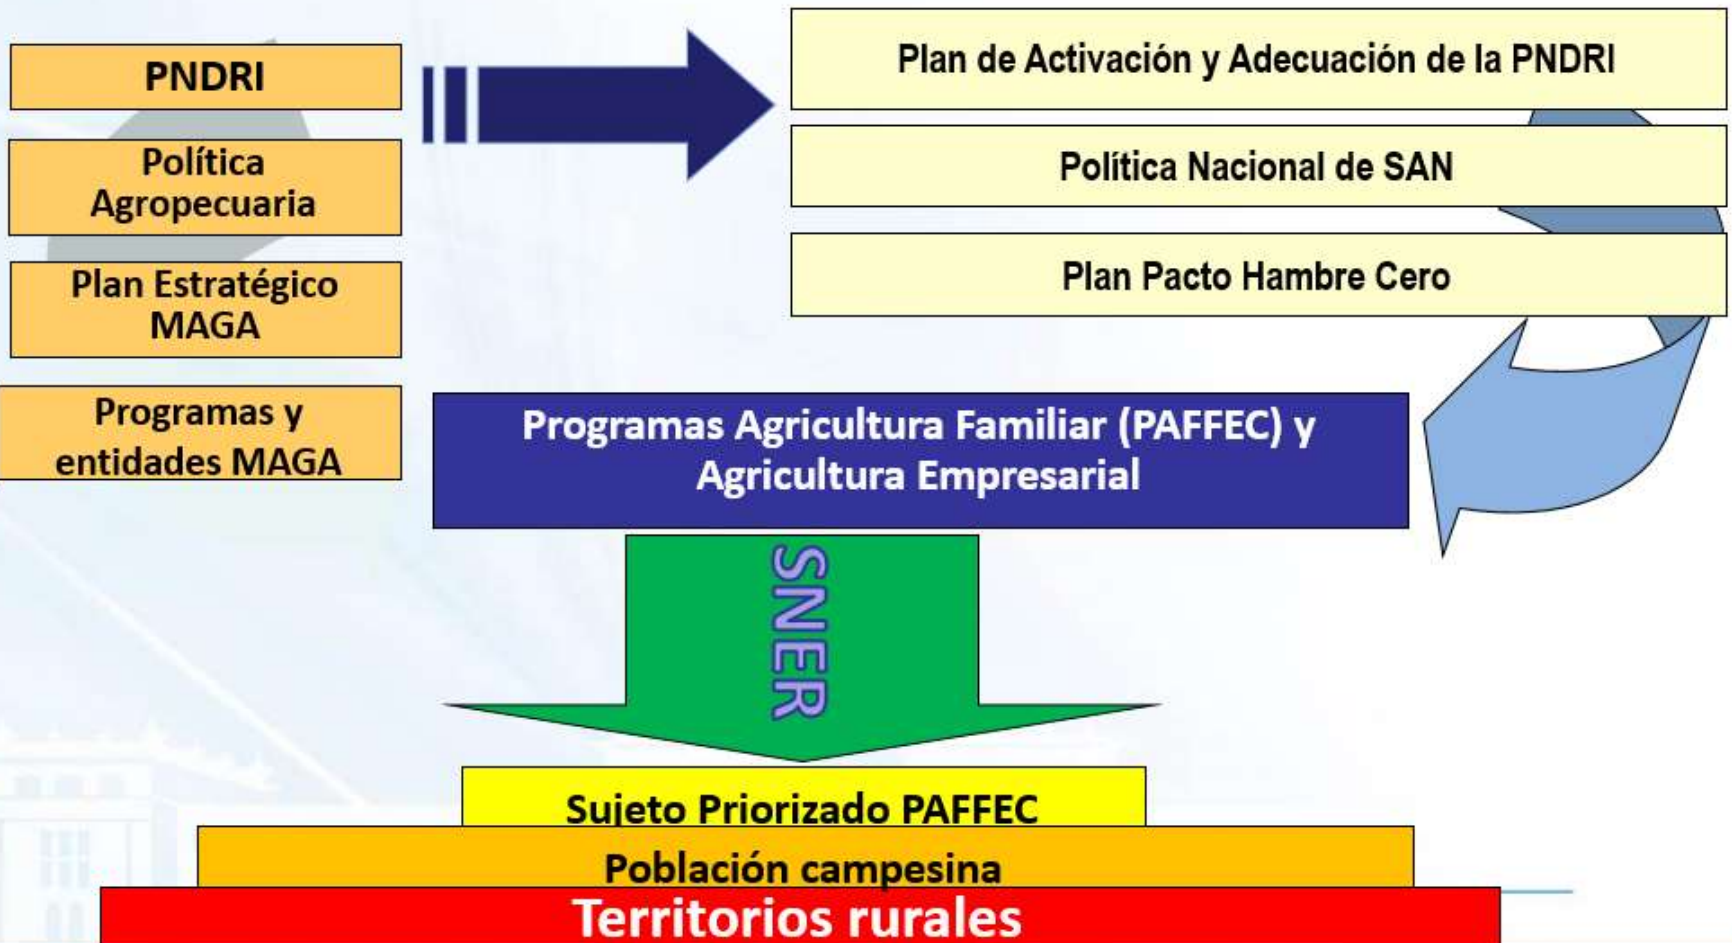 PNDRI
Política
Agropecuaria
Plan Estratégico
MAGA
Programas y
entidades MAGA
Plan de Activación y Adecuación de la PNDRI
Política Nacional de SAN
Plan Pacto Hambre Cero
Programas Agricultura Familiar (PAFFEC) y
Agricultura Empresarial
SNER
Sujeto Priorizado PAFFEC
Población campesina
Territorios rurales